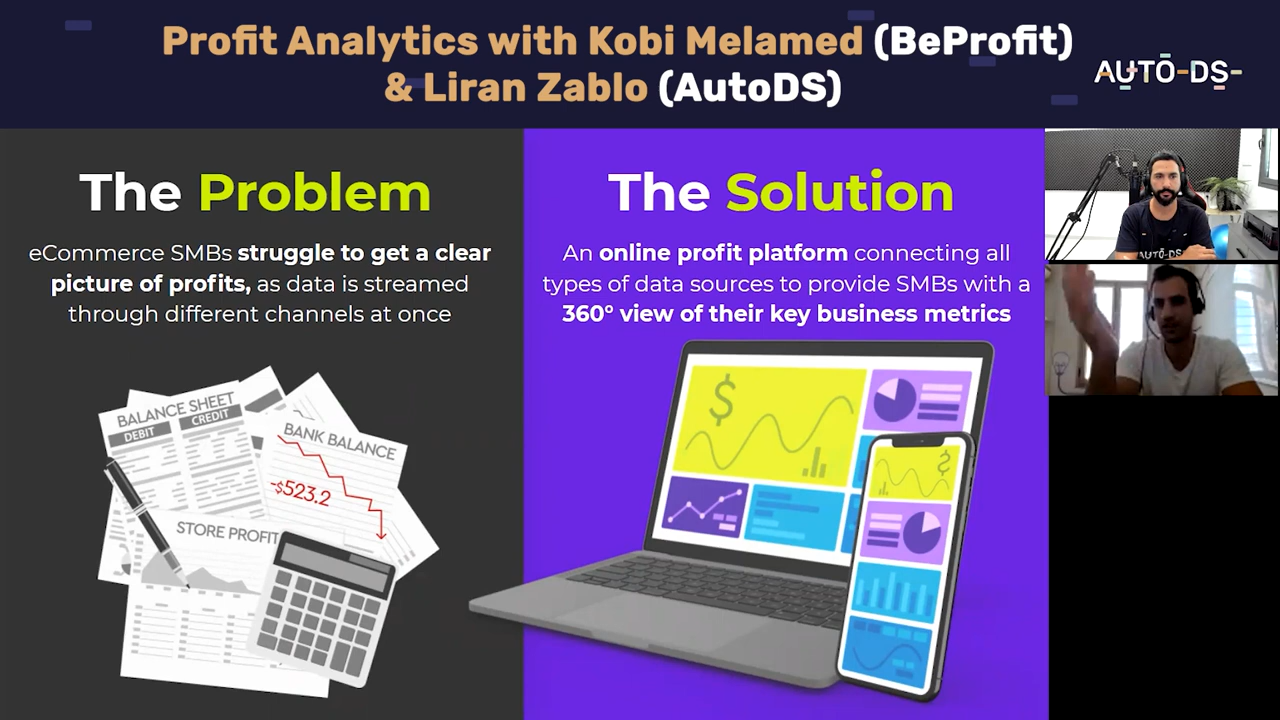 Profit Analytics with Kobi Melamed (BeProfit)
& Liran Zablo (AutoDS)
AUTO-DS-
The Problem
eCommerce SMBs struggle to get a clear
picture of profits, as data is streamed
through different channels at once
The Solution
An online profit platform connecting all
types of data sources to provide SMBs with a
360° view of their key business metrics
BALANCE SHEET
DEBIT
CREDIT
BANK BALANCE
-$523.2
STORE PROFIT
$
$
AUTO-DS-